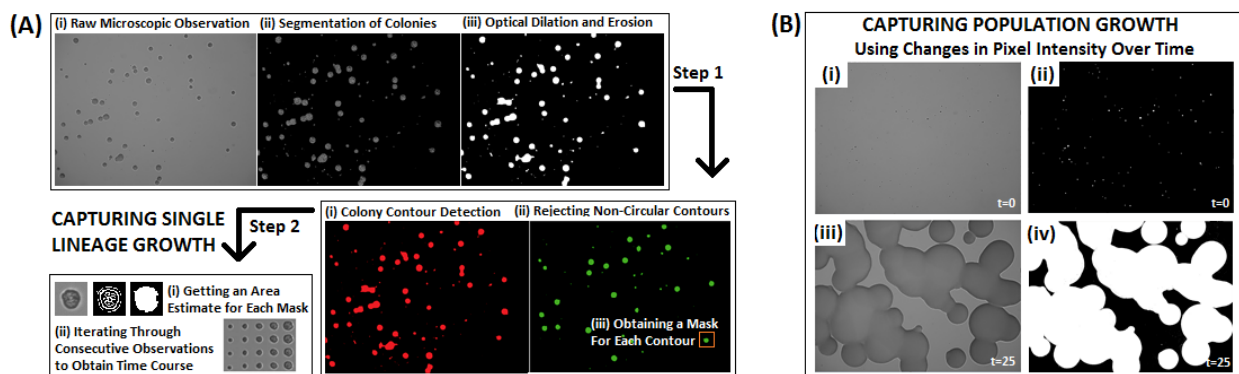 (A)
(i) Raw Microscopic Observation
(ii) Segmentation of Colonies
(iii) Optical Dilation and Erosion
Step 1
CAPTURING SINGLE
LINEAGE GROWTH
Step 2
(i) Colony Contour Detection
(ii) Rejecting Non-Circular Contours
(iii) Obtaining a Mask
For Each Contour
(i) Getting an Area
Estimate for Each Mask
(ii) Iterating Through
Consecutive Observations
to Obtain Time Course
(B)
CAPTURING POPULATION GROWTH
Using Changes in Pixel Intensity Over Time
(i)
t=0
(ii)
t=0
(iii)
t=25
(iv)
t=25